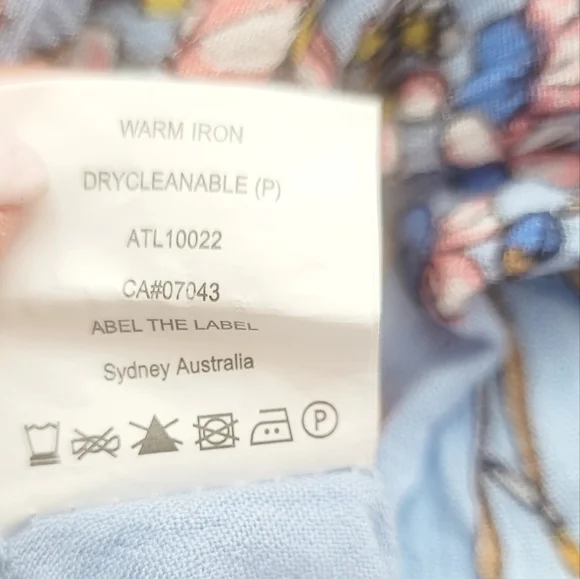 WARM IRON
DRYCLEANABLE (P)
ATL10022
CA#07043
ABEL THE LABEL
Sydney Australia
P